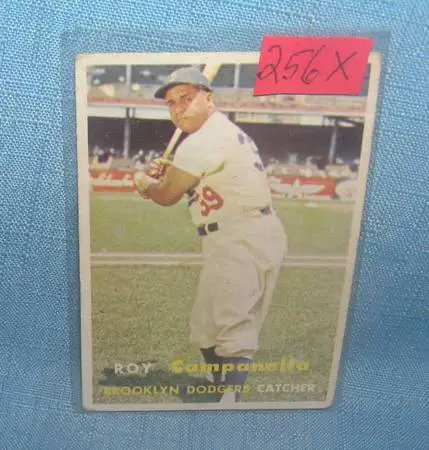 256X
39
ROY Campanella
BROOKLYN DODGERS CATCHER